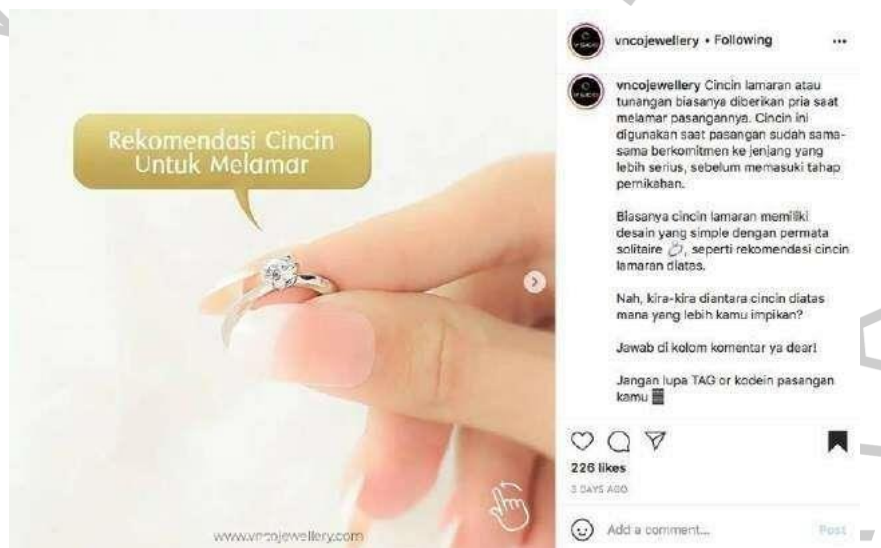 Rekomendasi Cincin
Untuk Melamar
www.vncojewellery.com
vncojewellery • Following
vncojewellery Cincin lamaran atau
tunangan biasanya diberikan pria saat
melamar pasangannya. Cincin ini
digunakan saat pasangan sudah sama-
sama berkomitmen ke jenjang yang
lebih serius, sebelum memasuki tahap
pernikahan.
Biasanya cincin lamaran memiliki
desain yang simple dengan permata
solitaire 💍, seperti rekomendasi cincin
lamaran diatas.
Nah, kira-kira diantara cincin diatas
mana yang lebih kamu impikan?
Jawab di kolom komentar ya dear!
Jangan lupa TAG or kodein pasangan
kamu
226 likes
3 DAYS AGO
Add a comment...
Post